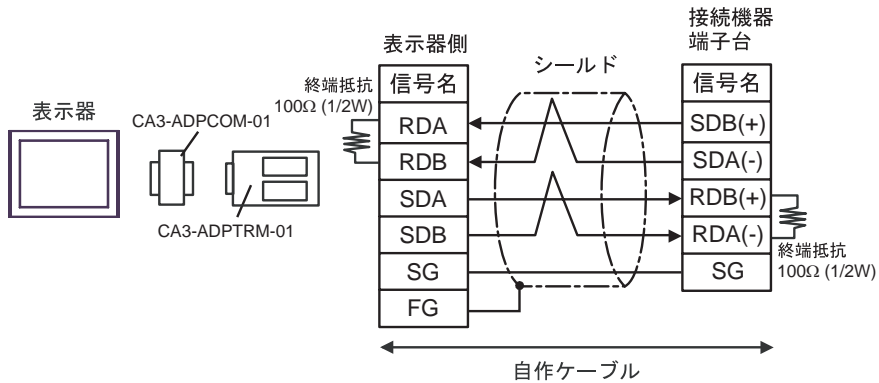 接続機器
端子台
表示器側
シールド
終端抵抗
100Ω (1/2W)
信号名
信号名
表示器
CA3-ADPCOM-01
RDA
SDB(+)
RDB
SDA(-)
SDA
RDB(+)
CA3-ADPTRM-01
SDB
RDA(-)
終端抵抗
100Ω (1/2W)
SG
SG
FG
自作ケーブル